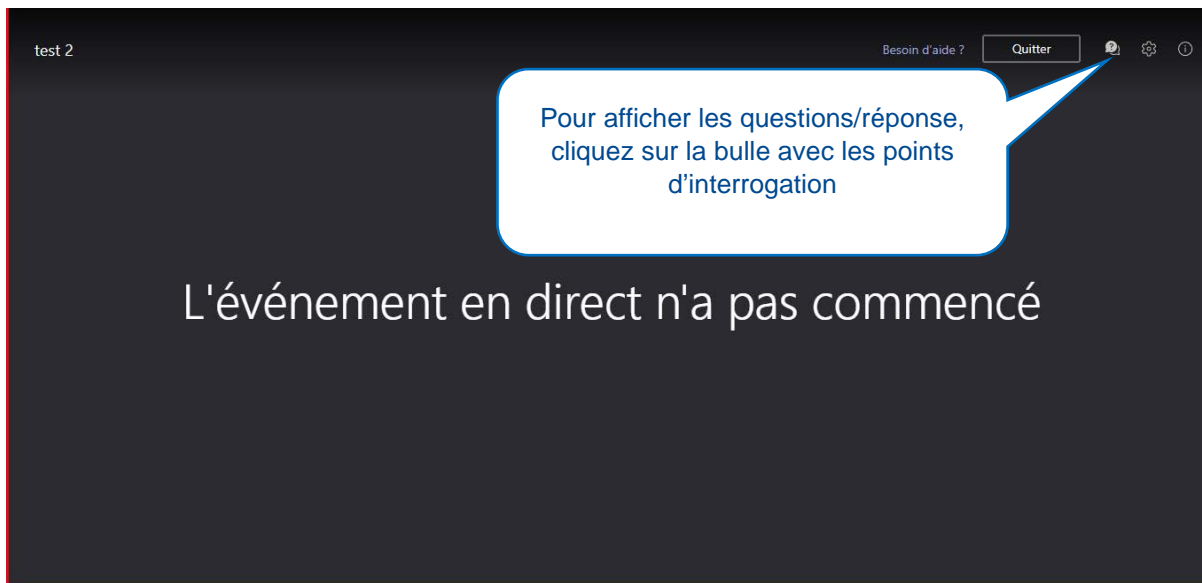 test 2
Besoin d'aide ?
Quitter
Pour afficher les questions/réponse,
cliquez sur la bulle avec les points
d’interrogation
L'événement en direct n'a pas commencé